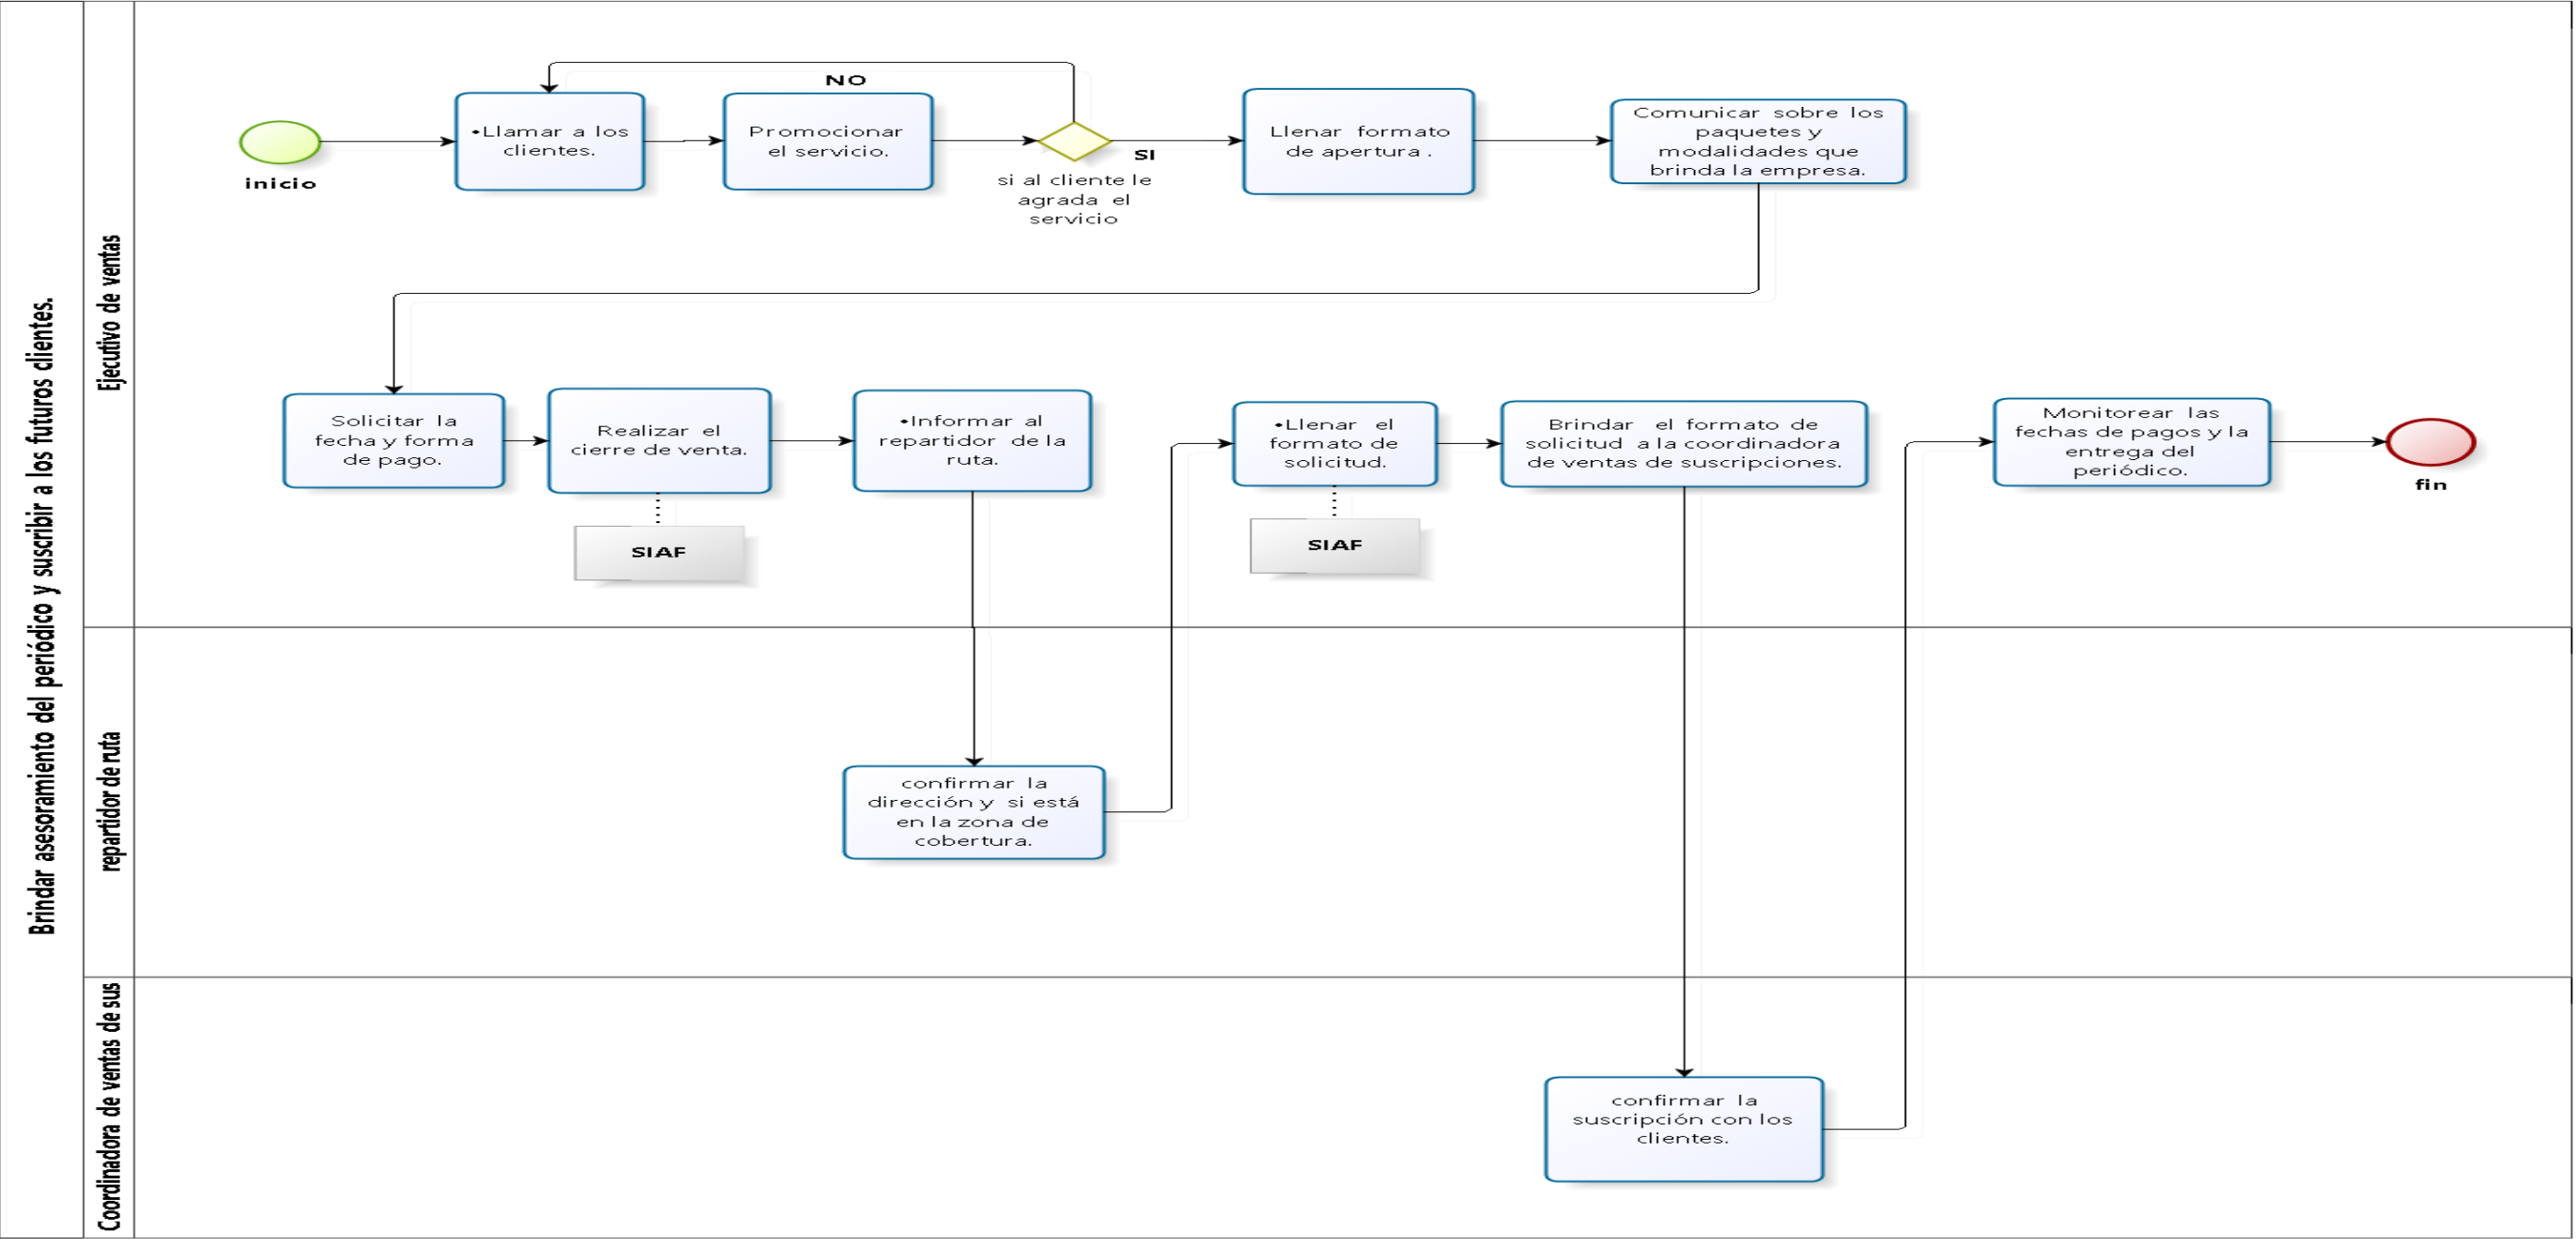 Brindar asesoramiento del periódico y suscribir a los futuros clientes.
Ejecutivo de ventas
NO
inicio
•Llamar a los
clientes.
Promocionar
el servicio.
SI
si al cliente le
agrada el
servicio
Llenar formato
de apertura .
Comunicar sobre los
paquetes y
modalidades que
brinda la empresa.
Solicitar la
fecha y forma
de pago.
Realizar el
cierre de venta.
SIAF
•Informar al
repartidor de la
ruta.
•Llenar el
formato de
solicitud.
SIAF
Brindar el formato de
solicitud a la coordinadora
de ventas de suscripciones.
Monitorear las
fechas de pagos y la
entrega del
periódico.
fin
repartidor de ruta
confirmar la
dirección y si está
en la zona de
cobertura.
Coordinadora de ventas de sus
confirmar la
suscripción con los
clientes.